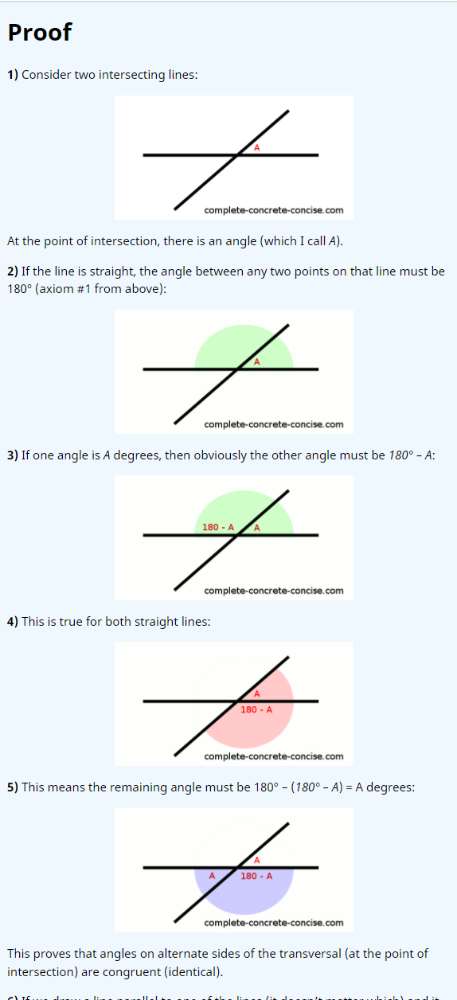 Proof
1) Consider two intersecting lines:
A
complete-concrete-concise.com
At the point of intersection, there is an angle (which I call A).
2) If the line is straight, the angle between any two points on that line must be
180° (axiom #1 from above):
A
complete-concrete-concise.com
3) If one angle is A degrees, then obviously the other angle must be 180° – A:
180 - A A
complete-concrete-concise.com
4) This is true for both straight lines:
A
180 - A
complete-concrete-concise.com
5) This means the remaining angle must be 180° – (180° – A) = A degrees:
A
A 180 - A
complete-concrete-concise.com
This proves that angles on alternate sides of the transversal (at the point of
intersection) are congruent (identical).